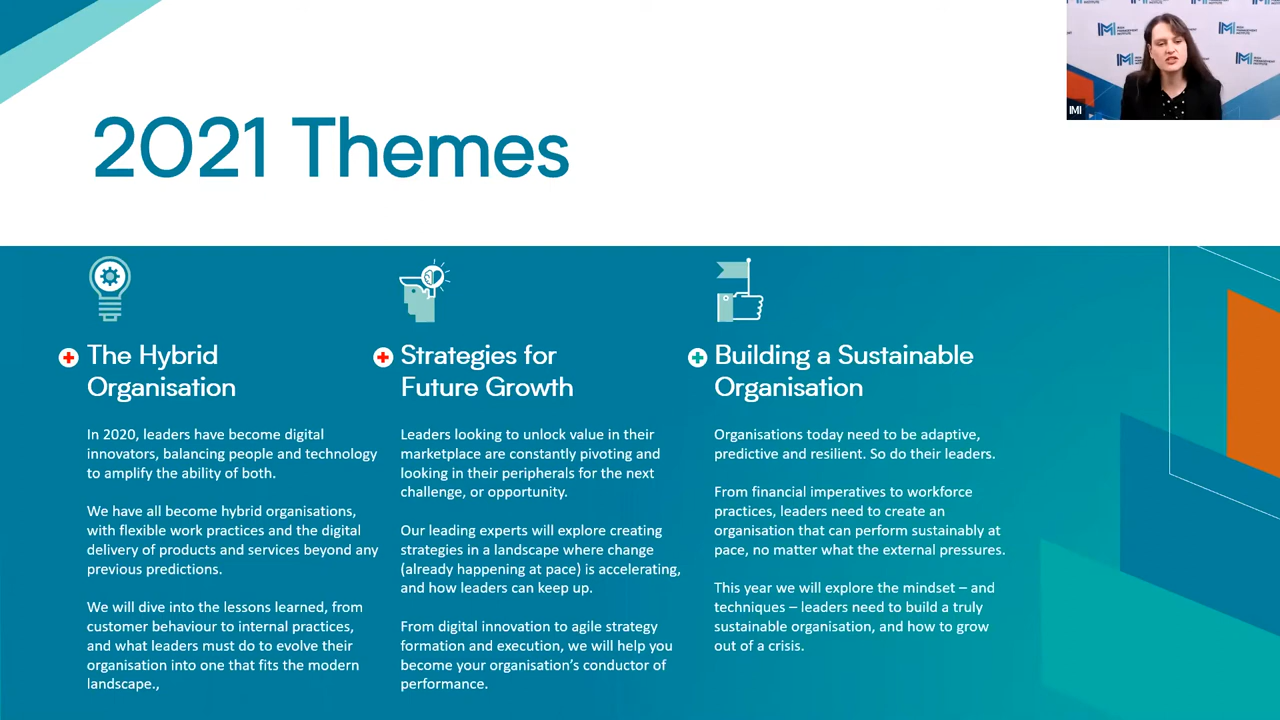 2021 Themes
IMI
IRISH MANAGEMENT INSTITUTE
The Hybrid
Organisation
In 2020, leaders have become digital
innovators, balancing people and technology
to amplify the ability of both.
We have all become hybrid organisations,
with flexible work practices and the digital
delivery of products and services beyond any
previous predictions.
We will dive into the lessons learned, from
customer behaviour to internal practices,
and what leaders must do to evolve their
organisation into one that fits the modern
landscape.,
Strategies for
Future Growth
Leaders looking to unlock value in their
marketplace are constantly pivoting and
looking in their peripherals for the next
challenge, or opportunity.
Our leading experts will explore creating
strategies in a landscape where change
(already happening at pace) is accelerating,
and how leaders can keep up.
From digital innovation to agile strategy
formation and execution, we will help you
become your organisation's conductor of
performance.
Building a Sustainable
Organisation
Organisations today need to be adaptive,
predictive and resilient. So do their leaders.
From financial imperatives to workforce
practices, leaders need to create an
organisation that can perform sustainably at
pace, no matter what the external pressures.
This year we will explore the mindset – and
techniques – leaders need to build a truly
sustainable organisation, and how to grow
out of a crisis.